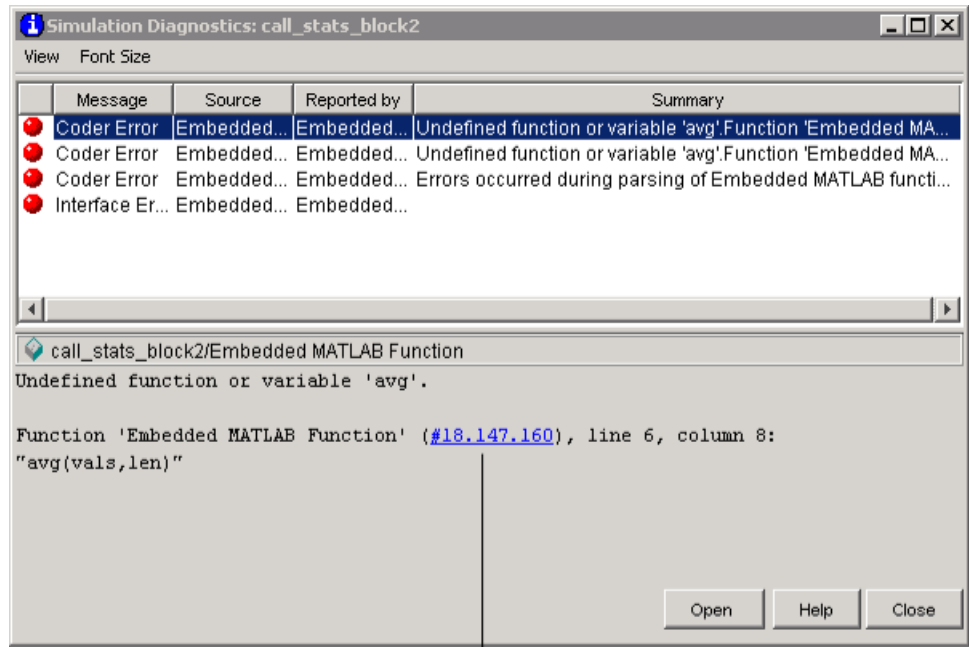 Simulation Diagnostics: call_stats_block2
View Font Size
Message Source Reported by Summary
Coder Error Embedded... Embedded... Undefined function or variable 'avg'.Function 'Embedded MA...
Coder Error Embedded... Embedded... Undefined function or variable 'avg'.Function 'Embedded MA...
Coder Error Embedded... Embedded... Errors occurred during parsing of Embedded MATLAB functi...
Interface Er... Embedded... Embedded...
call_stats_block2/Embedded MATLAB Function
Undefined function or variable 'avg'.
Function 'Embedded MATLAB Function' (#18.147.160), line 6, column 8:
"avg(vals,len)"
Open Help Close